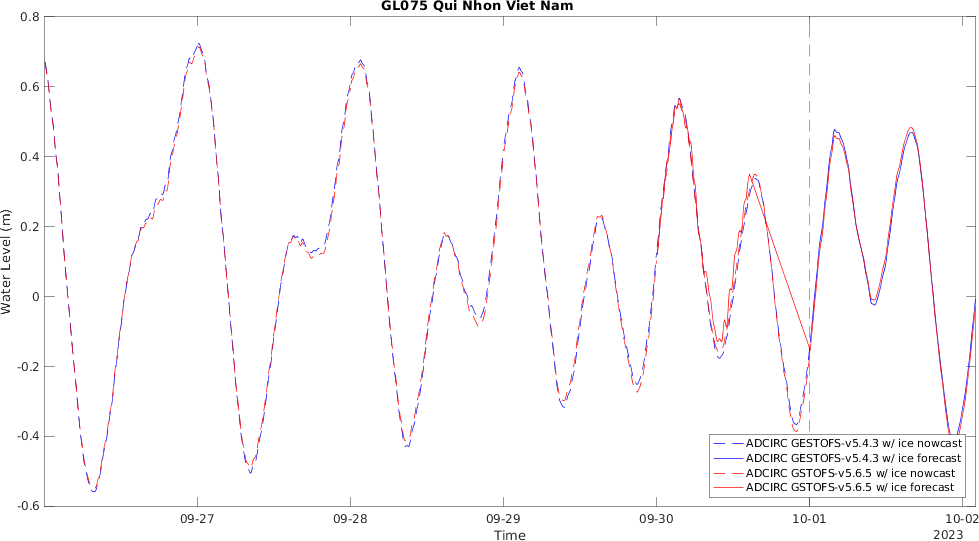 GL075 Qui Nhon Viet Nam
0.8
0.6
0.4
0.2
0
-0.2
-0.4
-0.6
Water Level (m)
09-27
09-28
09-29
09-30
10-01
10-02
Time
2023
ADCIRC GESTOFS-v5.4.3 w/ ice nowcast
ADCIRC GESTOFS-v5.4.3 w/ ice forecast
ADCIRC GSTOFS-v5.6.5 w/ ice nowcast
ADCIRC GSTOFS-v5.6.5 w/ ice forecast